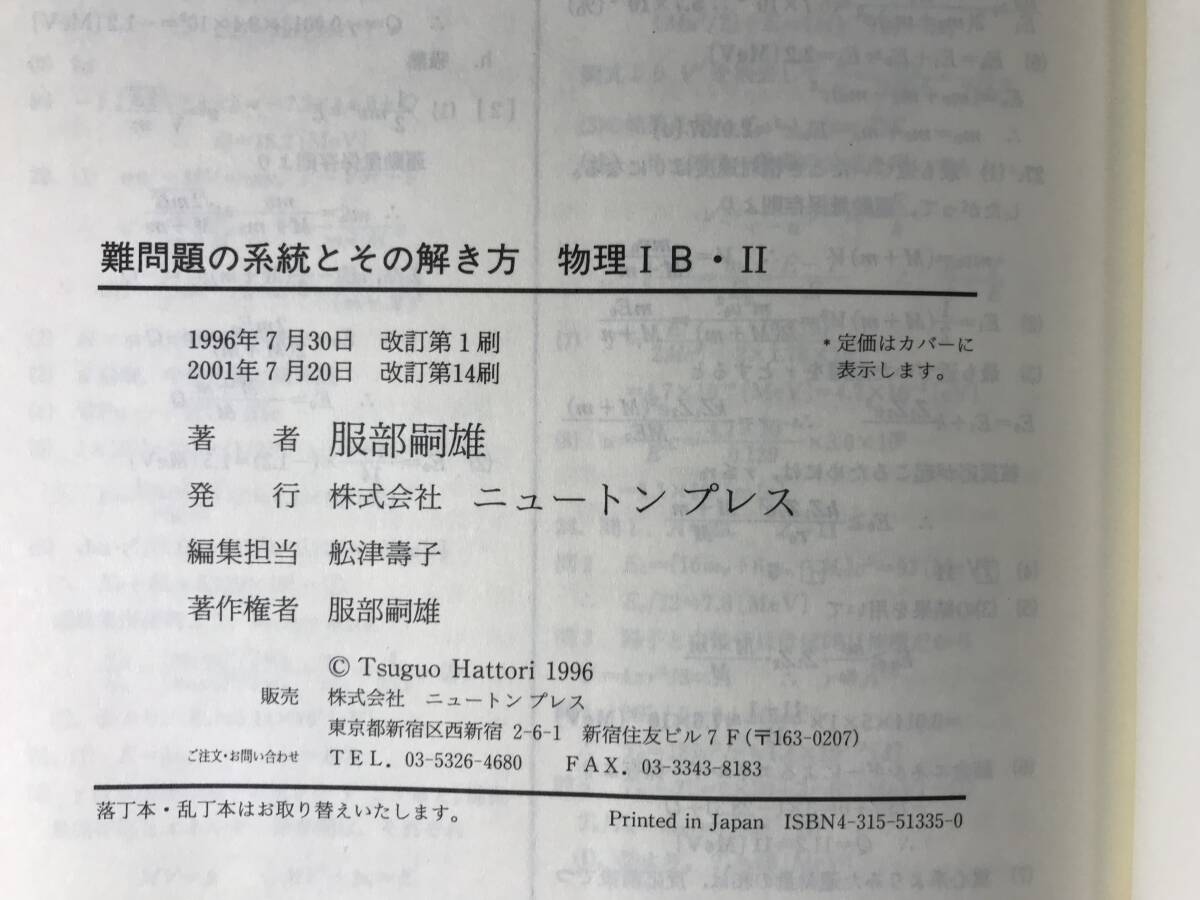 難問題の系統とその解き方　物理ⅠB・II
1996年7月30日　改訂第1刷
2001年7月20日　改訂第14刷
*定価はカバーに
表示します。
著　者　服部嗣雄
発　行　株式会社　ニュートン プレス
編集担当　舩津壽子
著作権者　服部嗣雄
© Tsuguo Hattori 1996
販売　株式会社　ニュートン プレス
東京都新宿区西新宿 2-6-1　新宿住友ビル7F(〒163-0207)
ご注文・お問い合わせ　TEL. 03-5326-4680　FAX. 03-3343-8183
落丁本・乱丁本はお取り替えいたします。
Printed in Japan　ISBN4-315-51335-0